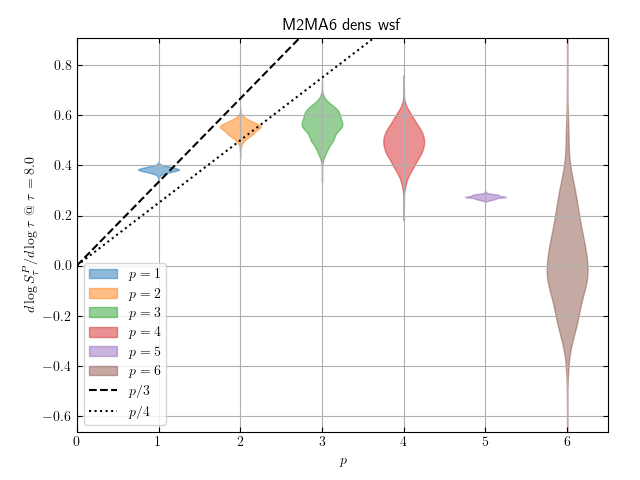 M2MA6 dens wsf
d log S_τ^P / d log τ @ τ = 8.0
0.8
0.6
0.4
0.2
0.0
−0.2
−0.4
−0.6
p = 1
p = 2
p = 3
p = 4
p = 5
p = 6
p/3
p/4
0 1 2 3 4 5 6
p